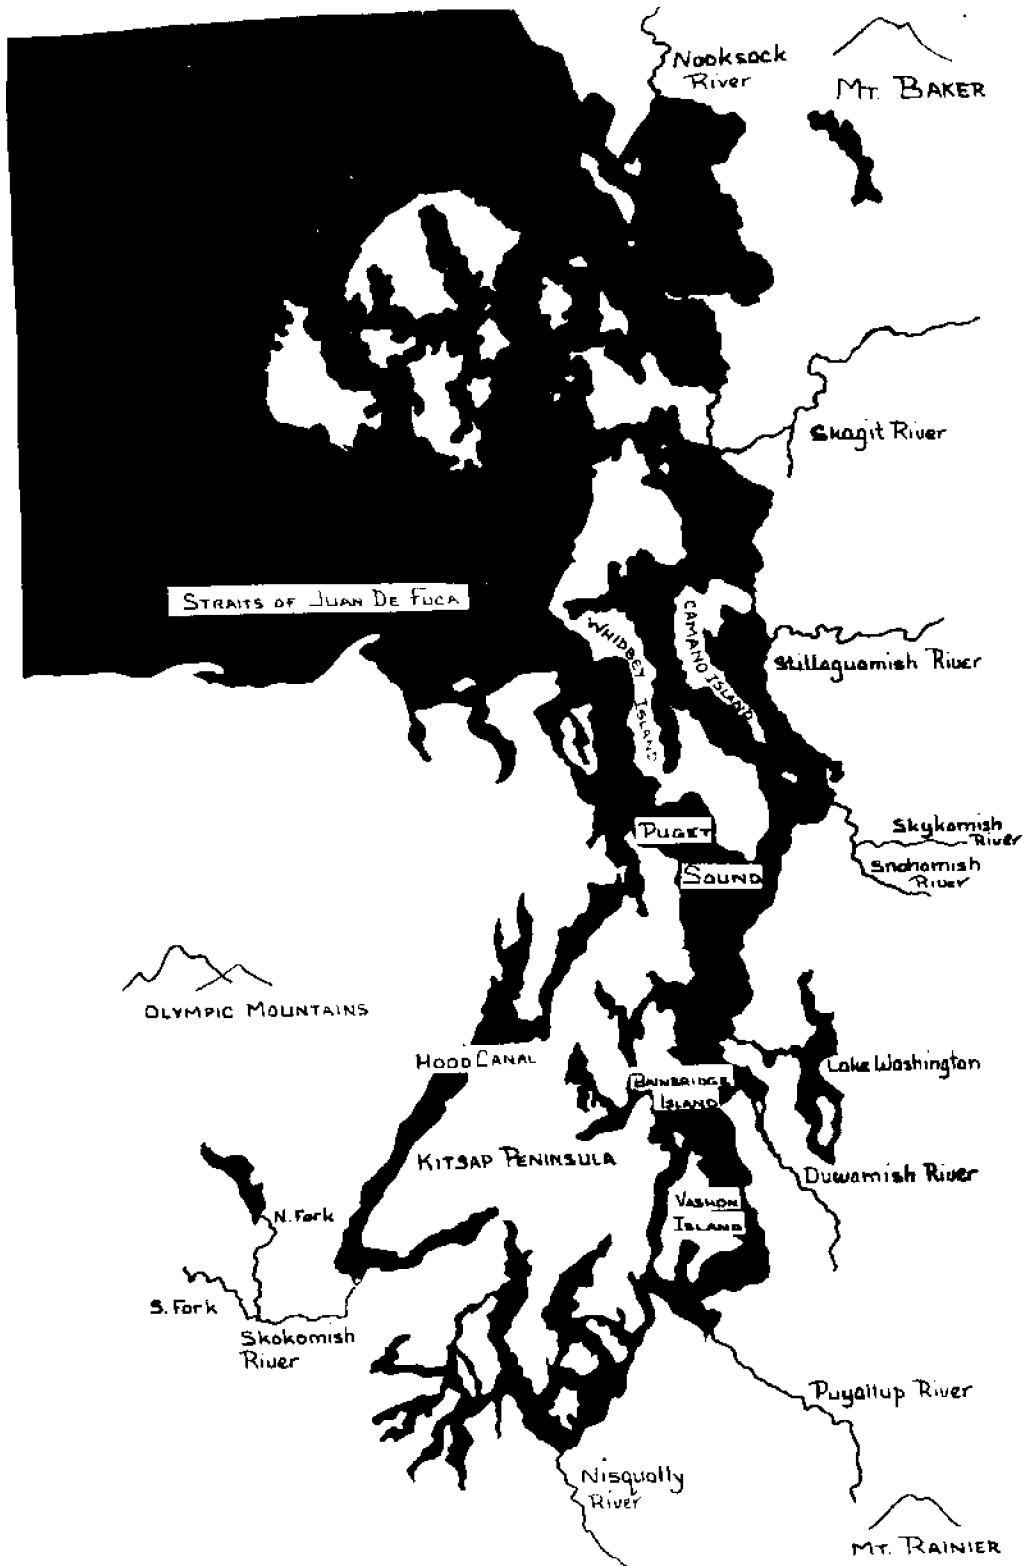 Nooksack
River
MT. BAKER
Skagit River
STRAITS OF JUAN DE FUCA
WHIDBEY ISLAND
CAMANO ISLAND
Stillaguamish River
PUGET
SOUND
Skykomish
River
Snohomish
River
OLYMPIC MOUNTAINS
HOOD CANAL
BAINBRIDGE
ISLAND
Lake Washington
KITSAP PENINSULA
Duwamish River
VASHON
ISLAND
N. Fork
S. Fork
Skokomish
River
Puyallup River
Nisqually
River
MT. RAINIER